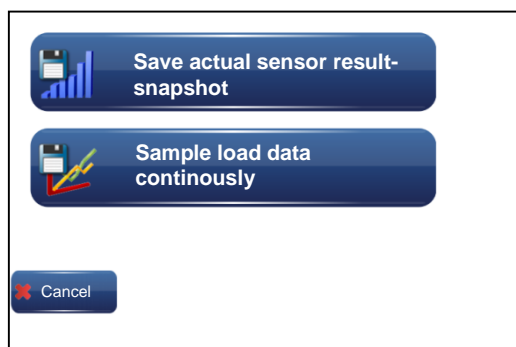 Save actual sensor result-
snapshot
Sample load data
continously
Cancel